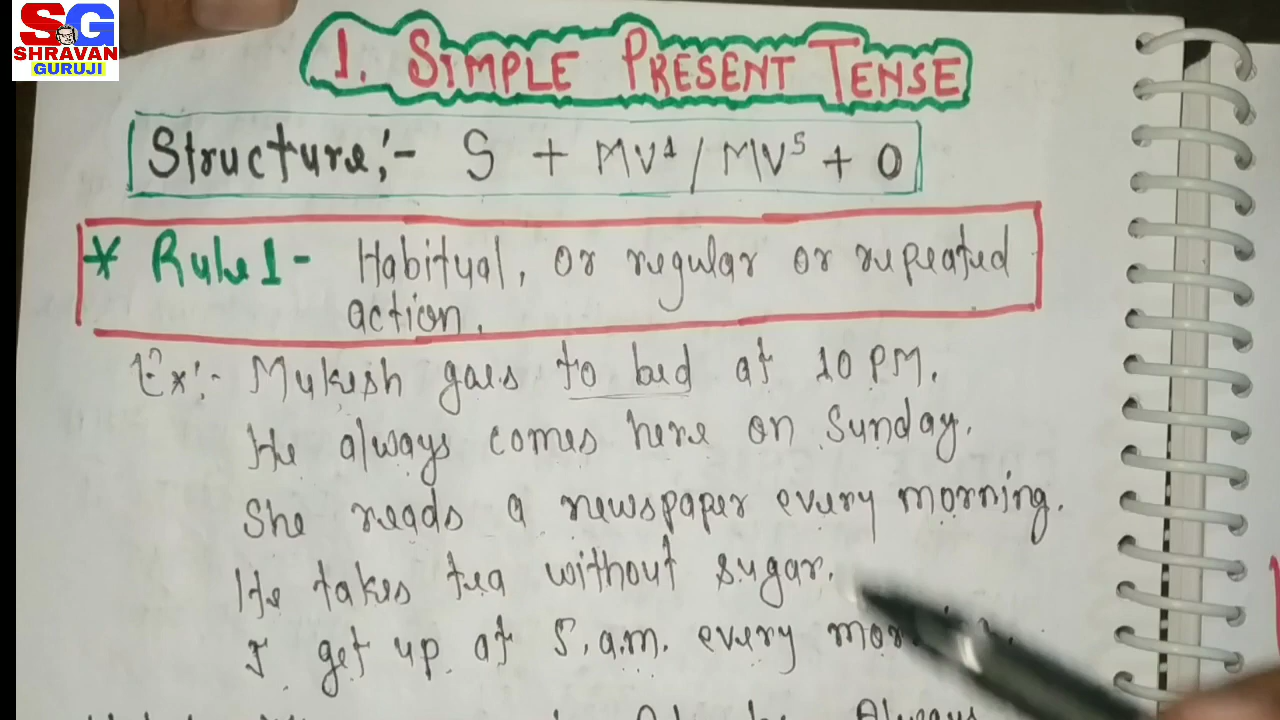 SG
SHRAVAN
GURUJI
1. SIMPLE PRESENT TENSE
Structure:- S + MV¹ / MV⁵ + O
* Rule 1 - Habitual, or regular or repeated
action.
Ex:- Mukesh goes to bed at 10 PM.
He always comes here on Sunday.
She reads a newspaper every morning.
He takes tea without sugar.
I get up at 5.a.m. every
Always